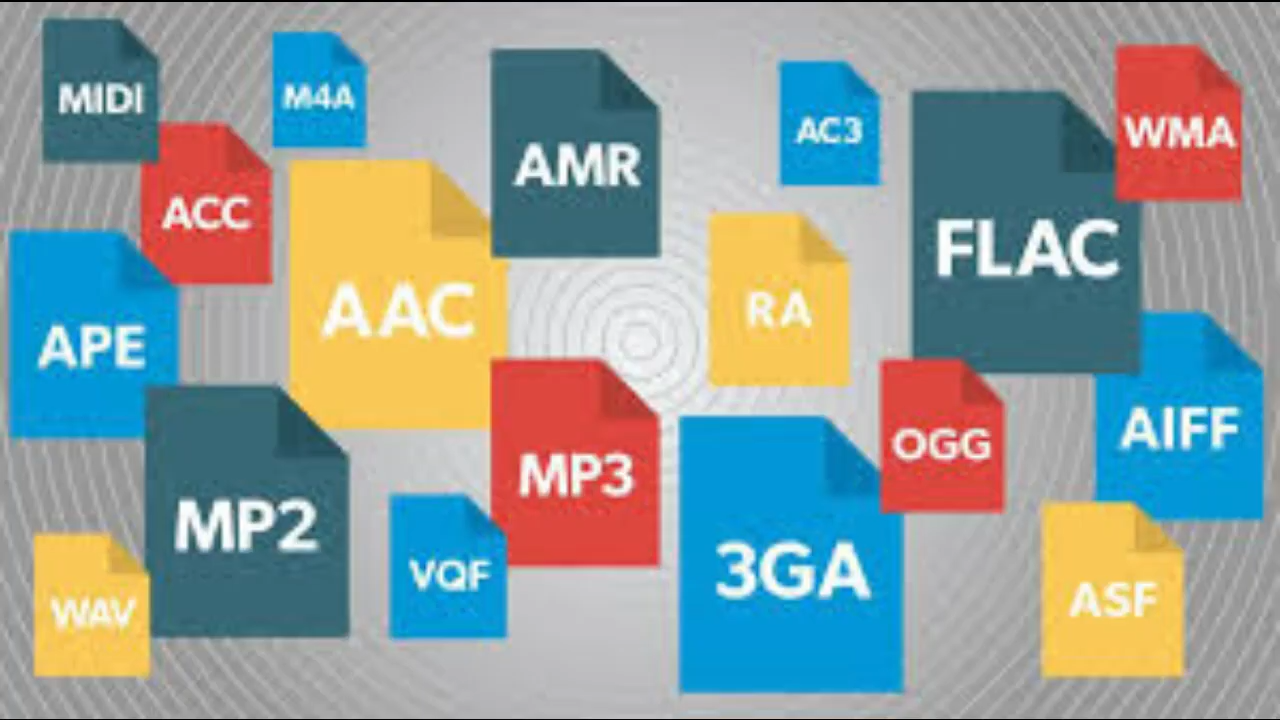 MIDI
M4A
AMR
AC3
WMA
ACC
FLAC
AAC
RA
APE
AIFF
OGG
MP3
MP2
VQF
3GA
ASF
WAV